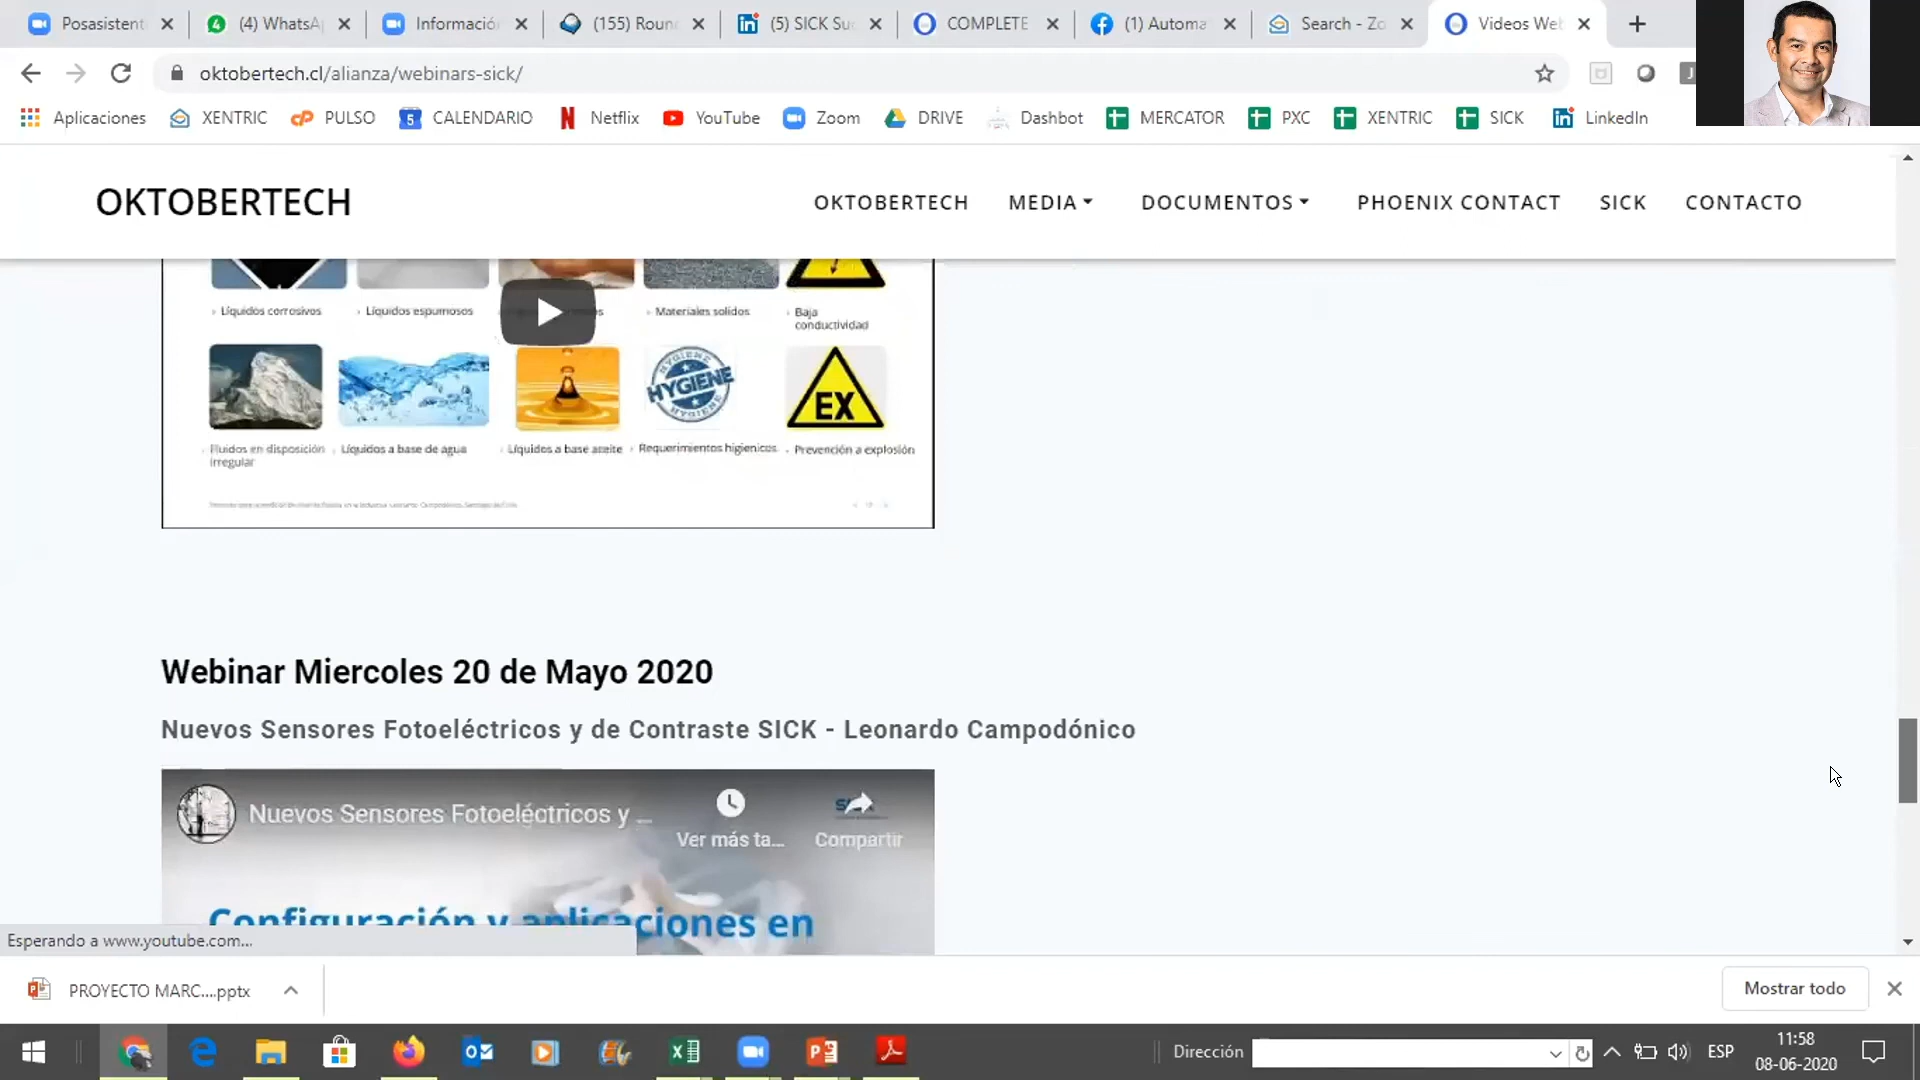 Posasistent
(4) WhatsA
Informació
(155) Roun
(5) SICK Su
COMPLETE
(1) Automa
Search - Zo
Videos Web
oktobertech.cl/alianza/webinars-sick/
Aplicaciones
XENTRIC
PULSO
CALENDARIO
Netflix
YouTube
Zoom
DRIVE
Dashbot
MERCATOR
PXC
XENTRIC
SICK
LinkedIn
OKTOBERTECH
OKTOBERTECH
MEDIA
DOCUMENTOS
PHOENIX CONTACT
SICK
CONTACTO
Líquidos corrosivos
Líquidos espumosos
Materiales solidos
Baja
conductividad
HYGIENE
EX
Fluidos en disposición
irregular
Líquidos a base de agua
Líquidos a base aceite
Requerimientos higienicos
Prevención a explosión
Webinar Miercoles 20 de Mayo 2020
Nuevos Sensores Fotoeléctricos y de Contraste SICK - Leonardo Campodónico
Nuevos Sensores Fotoeléctricos y ...
Ver más ta...
Compartir
Configuración y aplicaciones en
Esperando a www.youtube.com...
PROYECTO MARC....pptx
Mostrar todo
Dirección
ESP
11:58
08-06-2020